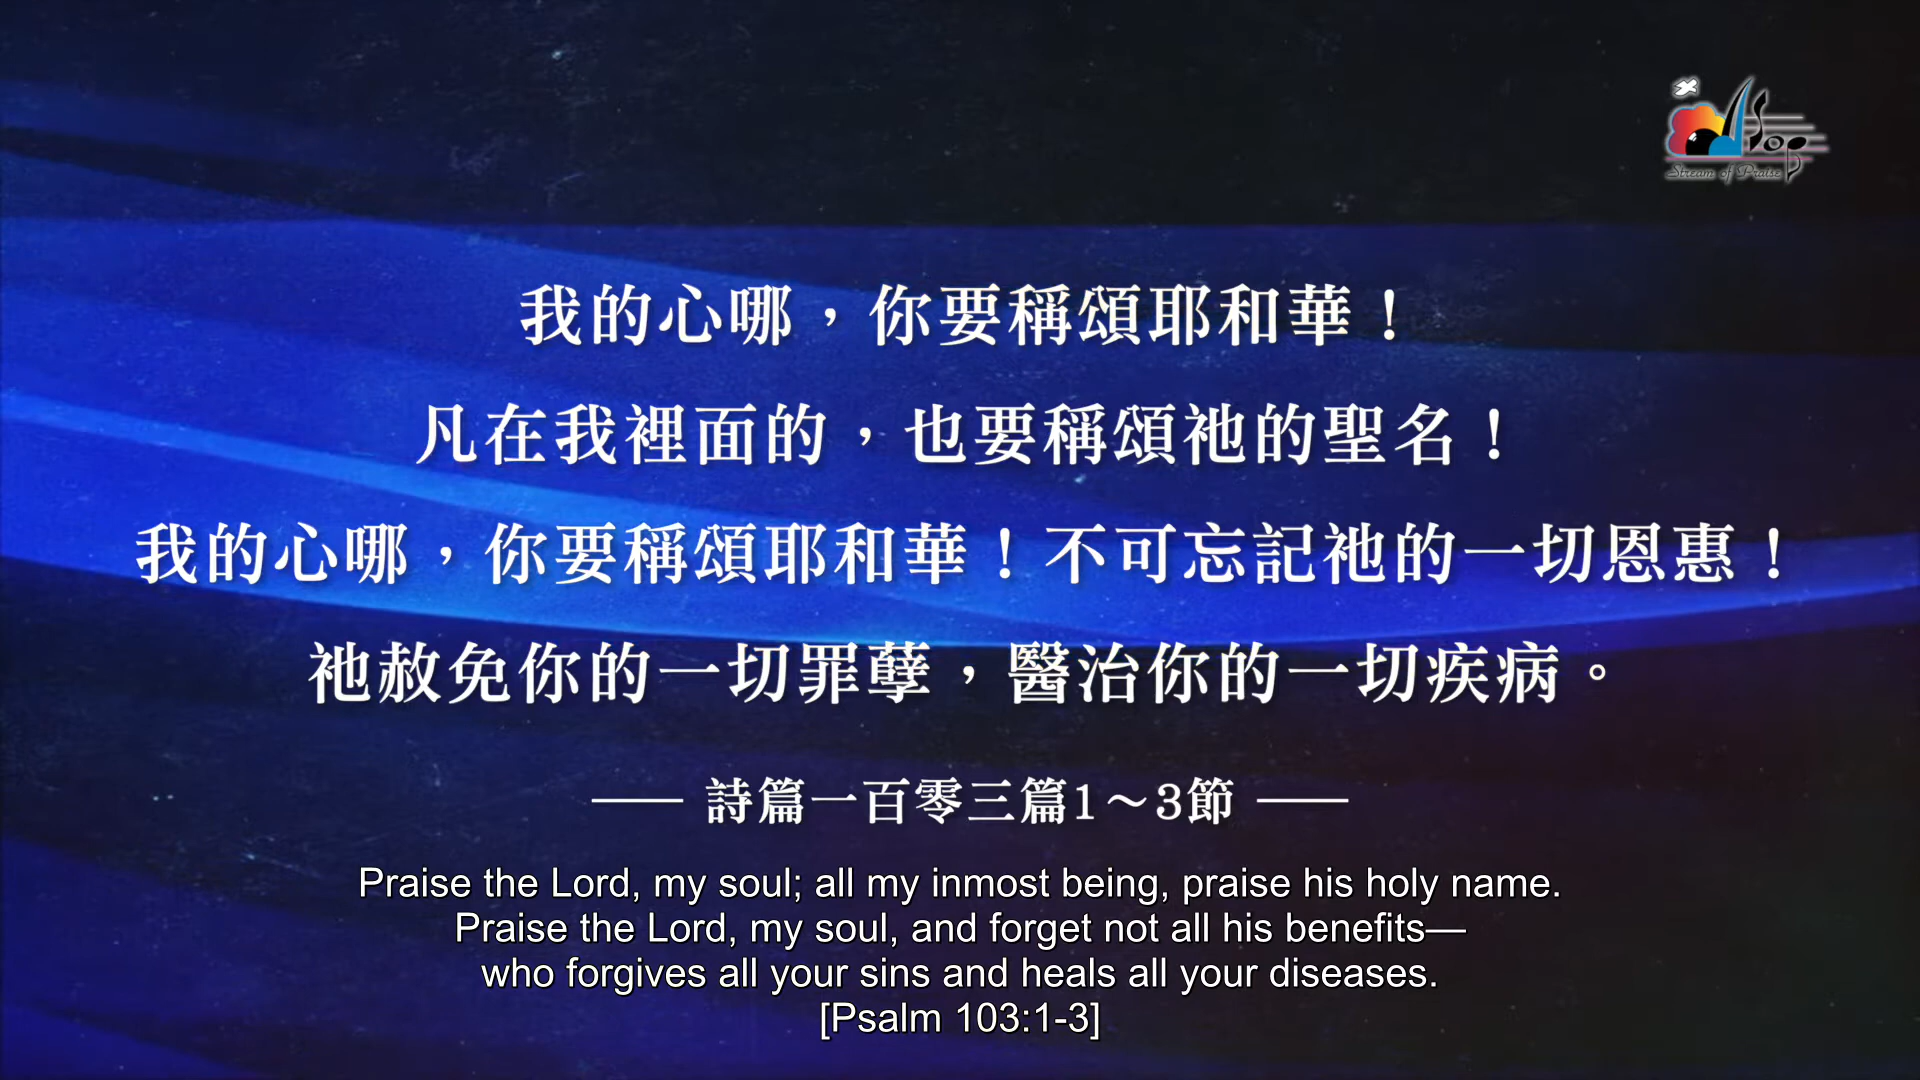 SOP
Stream of Praise
我的心哪，你要稱頌耶和華！
凡在我裡面的，也要稱頌祂的聖名！
我的心哪，你要稱頌耶和華！不可忘記祂的一切恩惠！
祂赦免你的一切罪孽，醫治你的一切疾病。
—— 詩篇一百零三篇1～3節 ——
Praise the Lord, my soul; all my inmost being, praise his holy name.
Praise the Lord, my soul, and forget not all his benefits—
who forgives all your sins and heals all your diseases.
[Psalm 103:1-3]